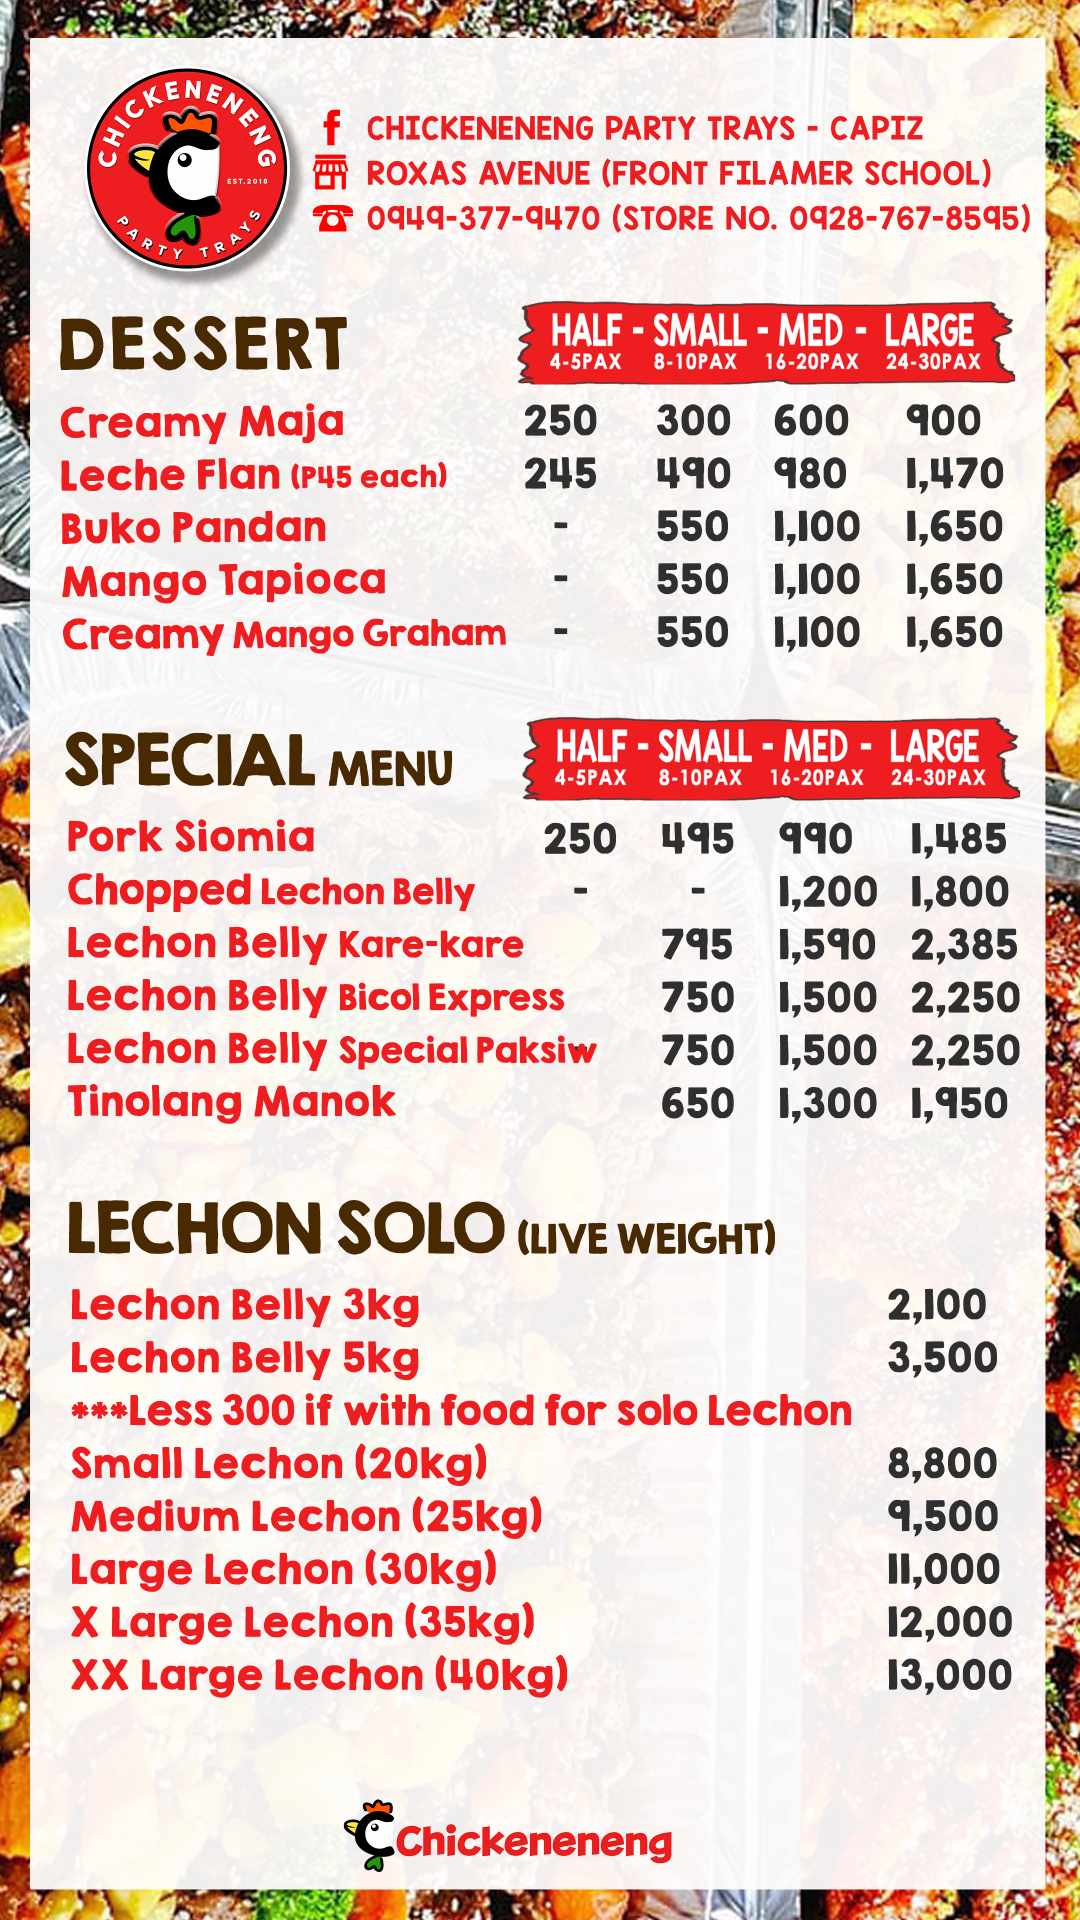 CHICKENENENG
EST.2018
PARTY TRAYS
f CHICKENENENG PARTY TRAYS - CAPIZ
ROXAS AVENUE (FRONT FILAMER SCHOOL)
0949-377-9470 (STORE NO. 0928-767-8595)
DESSERT HALF - SMALL - MED - LARGE
4-5PAX 8-10PAX 16-20PAX 24-30PAX
Creamy Maja 250 300 600 900
Leche Flan (P45 each) 245 490 980 1,470
Buko Pandan - 550 1,100 1,650
Mango Tapioca - 550 1,100 1,650
Creamy Mango Graham - 550 1,100 1,650
SPECIAL MENU HALF - SMALL - MED - LARGE
4-5PAX 8-10PAX 16-20PAX 24-30PAX
Pork Siomia 250 495 990 1,485
Chopped Lechon Belly - - 1,200 1,800
Lechon Belly Kare-kare 795 1,590 2,385
Lechon Belly Bicol Express 750 1,500 2,250
Lechon Belly Special Paksiw 750 1,500 2,250
Tinolang Manok 650 1,300 1,950
LECHON SOLO (LIVE WEIGHT)
Lechon Belly 3kg 2,100
Lechon Belly 5kg 3,500
***Less 300 if with food for solo Lechon
Small Lechon (20kg) 8,800
Medium Lechon (25kg) 9,500
Large Lechon (30kg) 11,000
X Large Lechon (35kg) 12,000
XX Large Lechon (40kg) 13,000
Chickeneneng